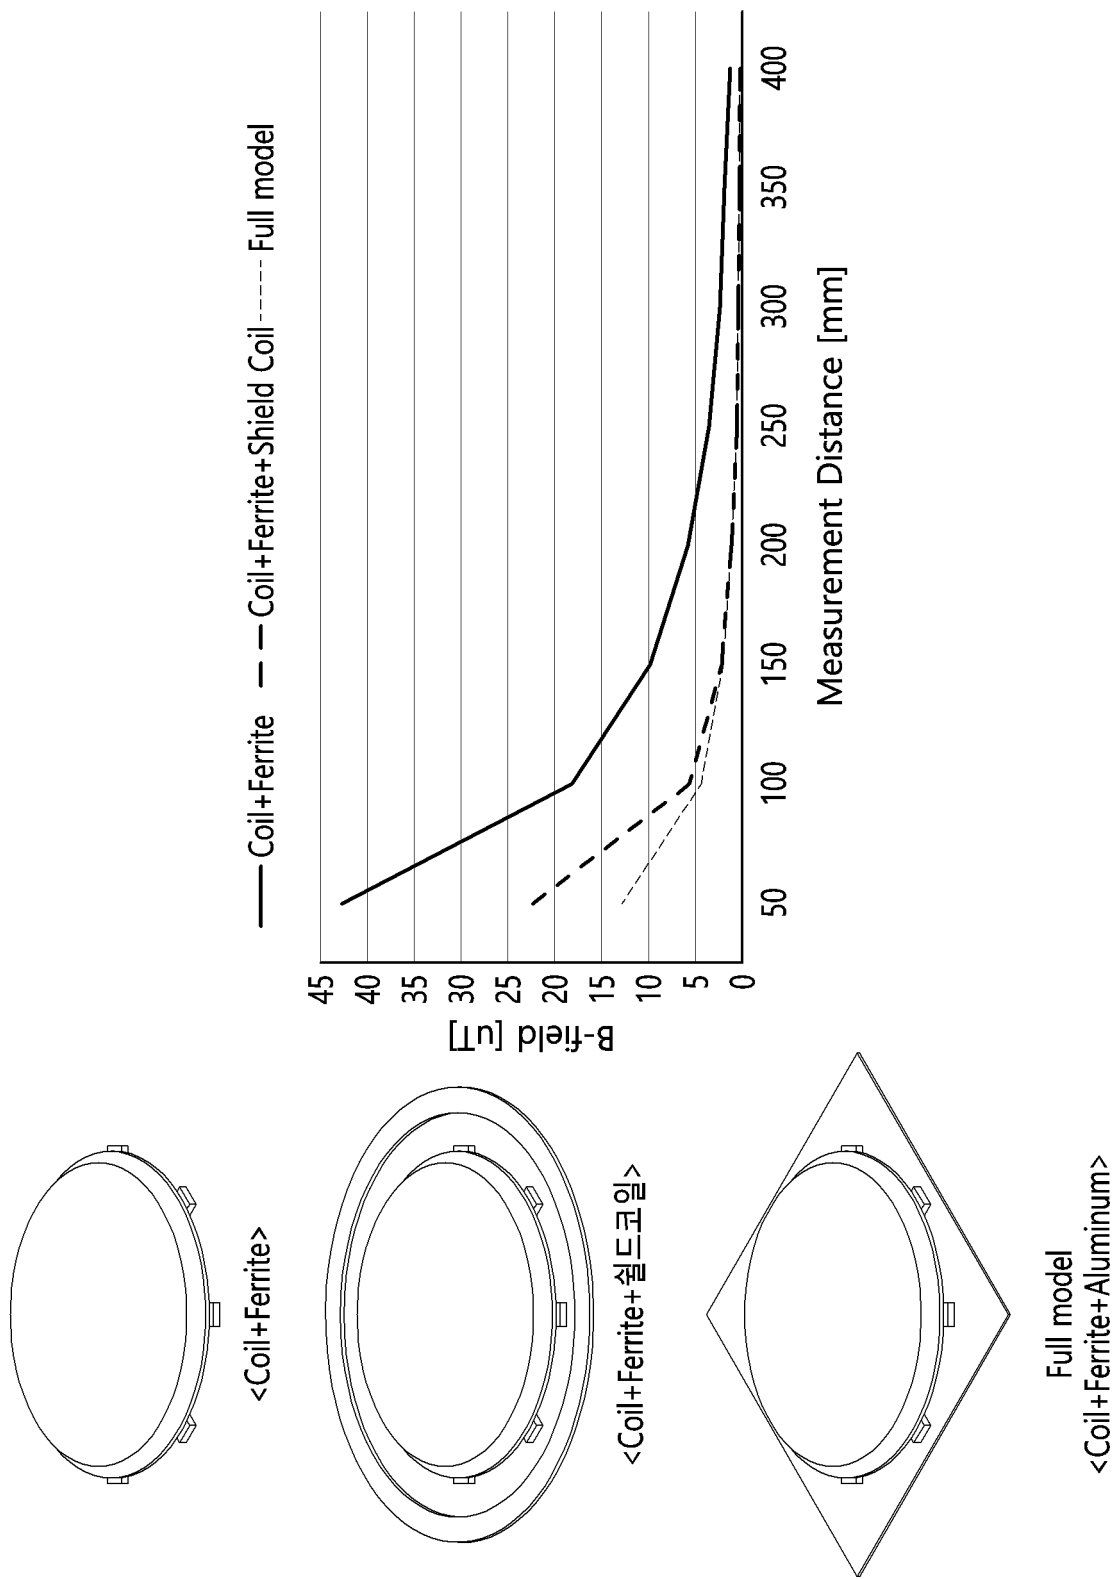 <Coil+Ferrite>
<Coil+Ferrite+쉴드코일>
Full model
<Coil+Ferrite+Aluminum>
Coil+Ferrite
Coil+Ferrite+Shield Coil
Full model
B-field [uT]
45
40
35
30
25
20
15
10
5
0
50
100
150
200
250
300
350
400
Measurement Distance [mm]